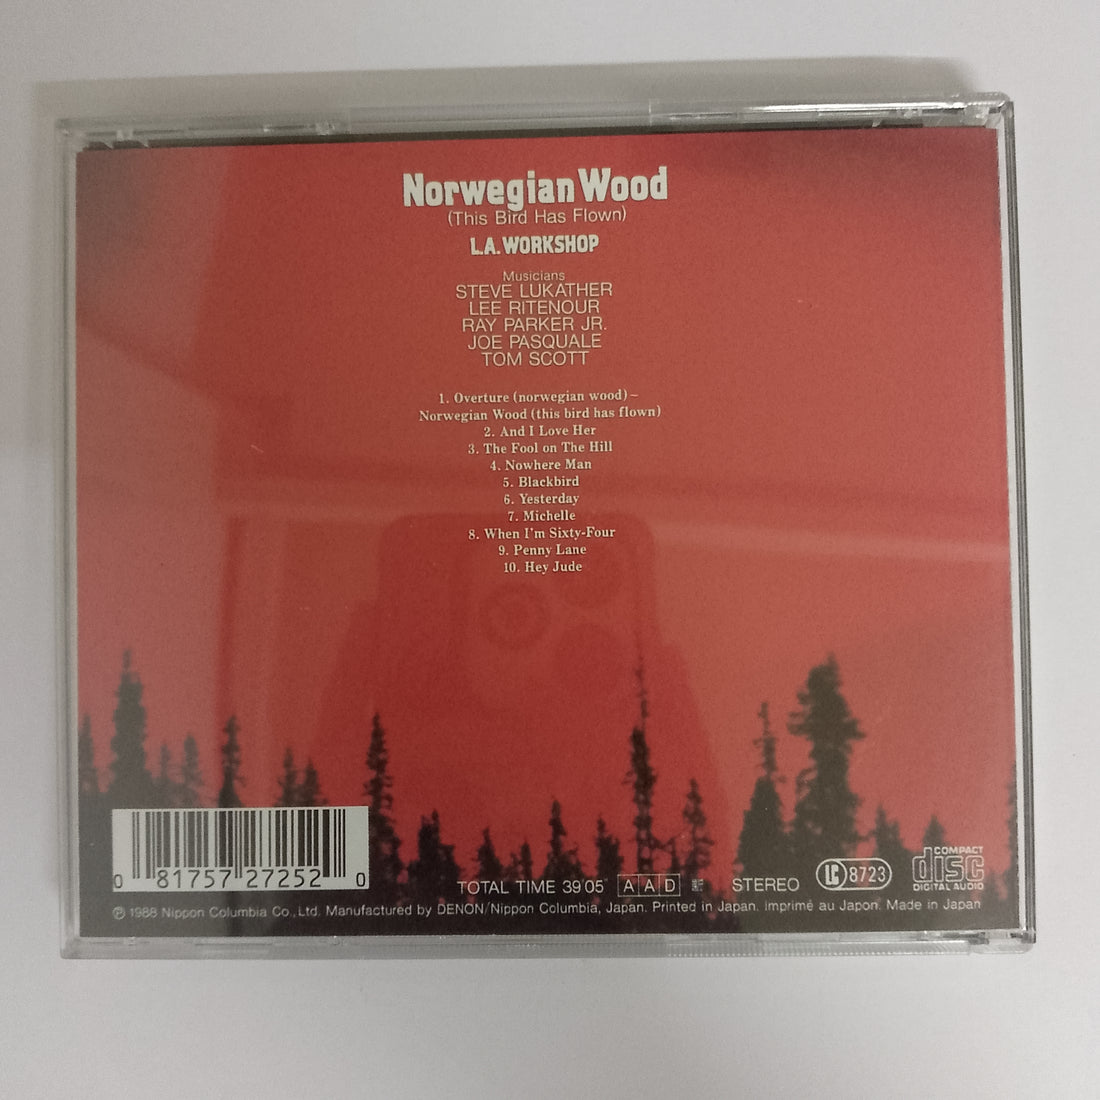 Norwegian Wood
(This Bird Has Flown)
L.A. WORKSHOP
Musicians
STEVE LUKATHER
LEE RITENOUR
RAY PARKER JR.
JOE PASQUALE
TOM SCOTT
1. Overture (norwegian wood) –
Norwegian Wood (this bird has flown)
2. And I Love Her
3. The Fool on The Hill
4. Nowhere Man
5. Blackbird
6. Yesterday
7. Michelle
8. When I'm Sixty-Four
9. Penny Lane
10. Hey Jude
0 81757 27252 0
TOTAL TIME 39'05" AAD STEREO LC 8723 COMPACT disc DIGITAL AUDIO
℗ 1988 Nippon Columbia Co., Ltd. Manufactured by DENON/Nippon Columbia, Japan. Printed in Japan. imprimé au Japon. Made in Japan